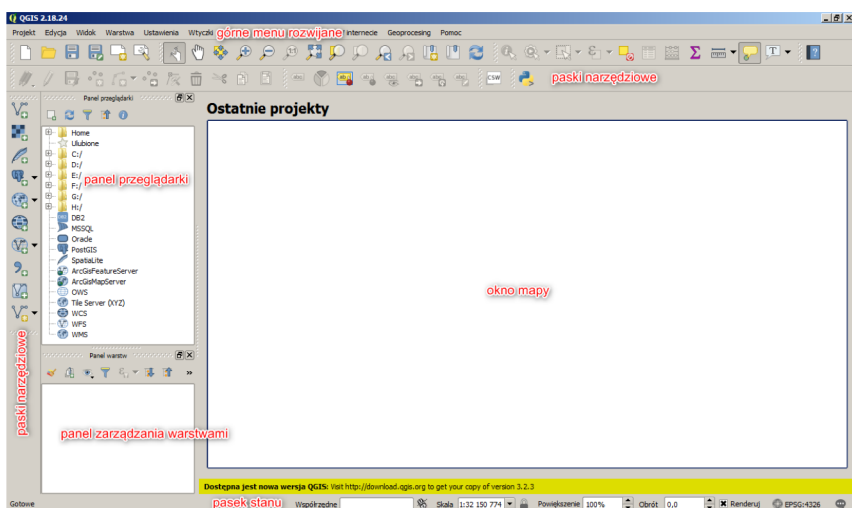 QGIS 2.18.24
Projekt Edycja Widok Warstwa Ustawienia Wtyczki górne menu rozwijane internecie Geoprocesing Pomoc
paski narzędziowe
Panel przeglądarki
Ostatnie projekty
Home
Ulubione
C:/
D:/
E:/
F:/
G:/
H:/
panel przeglądarki
DB2
MSSQL
Oracle
PostGIS
SpatiaLite
ArcGisFeatureServer
ArcGisMapServer
OWS
Tile Server (XYZ)
WCS
WFS
WMS
okno mapy
paski narzędziowe
Panel warstw
panel zarządzania warstwami
Dostępna jest nowa wersja QGIS: Visit http://download.qgis.org to get your copy of version 3.2.3
Gotowe pasek stanu Współrzędne Skala 1:32 150 774 Powiększenie 100% Obrót 0,0 Renderuj EPSG:4326